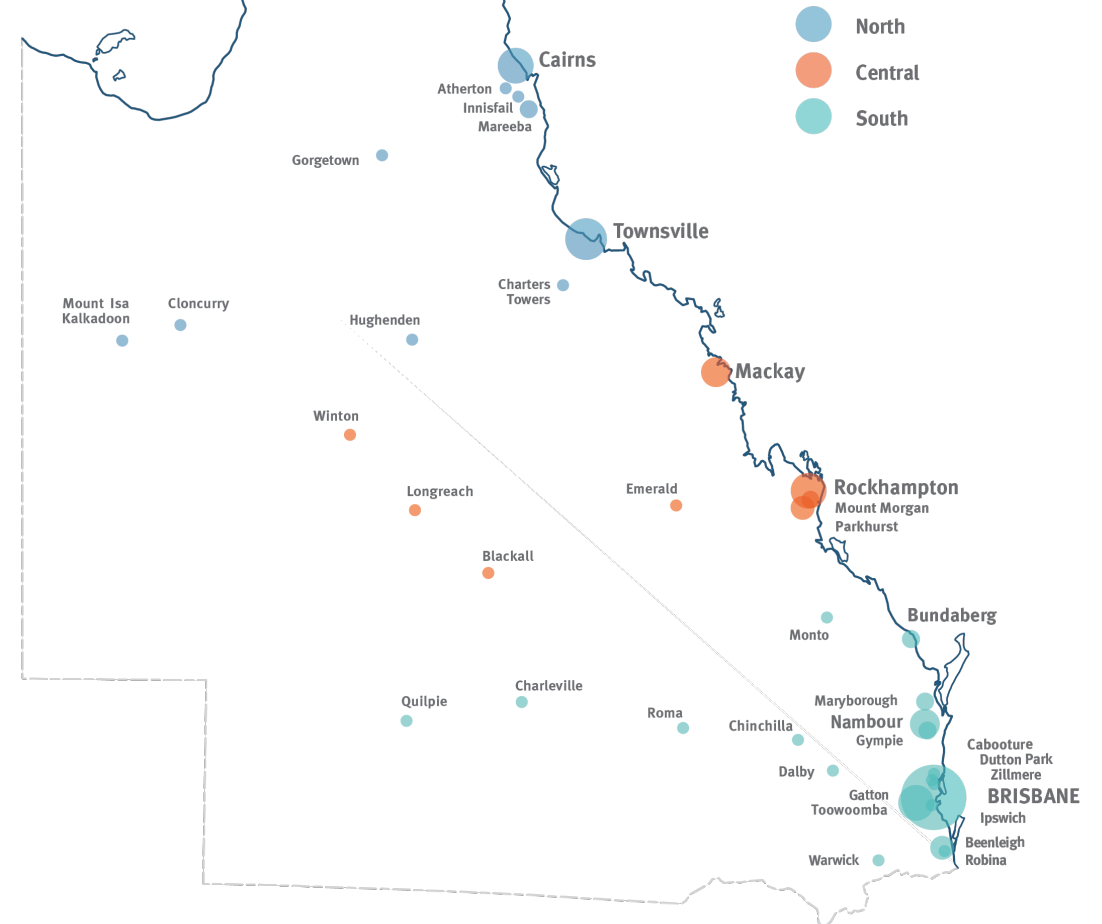 North
Cairns
Central
Atherton
Innisfail
South
Mareeba
Gorgetown
Townsville
Charters
Towers
Mount Isa
Kalkadoon
Cloncurry
Hughenden
Mackay
Winton
Longreach
Emerald
Rockhampton
Mount Morgan
Parkhurst
Blackall
Bundaberg
Monto
Charleville
Quilpie
Maryborough
Roma
Nambour
Chinchilla
Gympie
Cabooture
Dutton Park
Dalby
Zillmere
Gatton
BRISBANE
Toowoomba
Ipswich
Beenleigh
Warwick
Robina